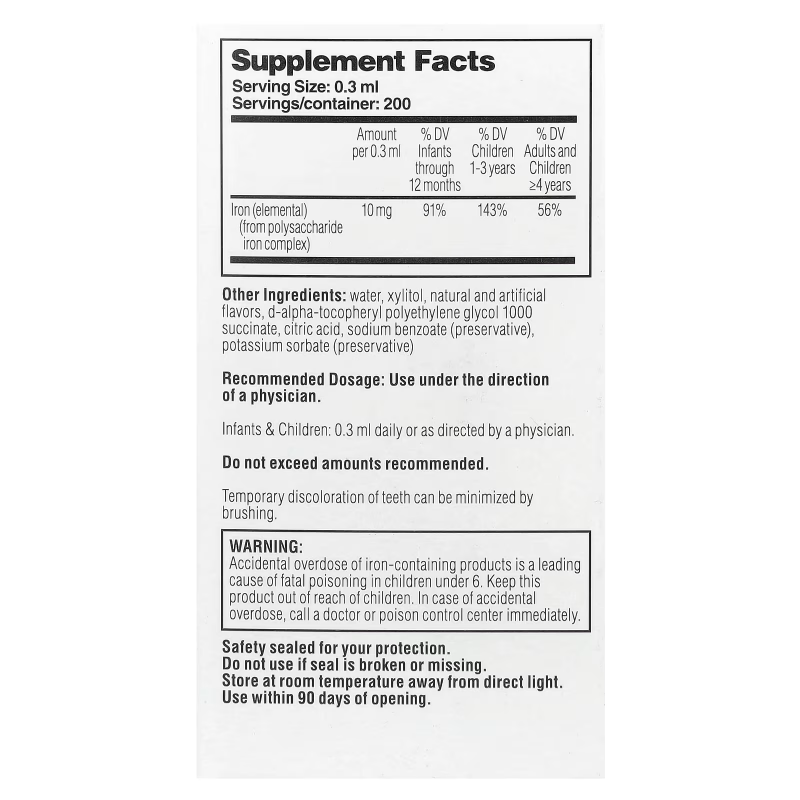 Supplement Facts
Serving Size: 0.3 ml
Servings/container: 200
Amount per 0.3 ml
% DV Infants through 12 months
% DV Children 1-3 years
% DV Adults and Children ≥4 years
Iron (elemental) 10 mg 91% 143% 56%
(from polysaccharide
iron complex)
Other Ingredients: water, xylitol, natural and artificial
flavors, d-alpha-tocopheryl polyethylene glycol 1000
succinate, citric acid, sodium benzoate (preservative),
potassium sorbate (preservative)
Recommended Dosage: Use under the direction
of a physician.
Infants & Children: 0.3 ml daily or as directed by a physician.
Do not exceed amounts recommended.
Temporary discoloration of teeth can be minimized by
brushing.
WARNING:
Accidental overdose of iron-containing products is a leading
cause of fatal poisoning in children under 6. Keep this
product out of reach of children. In case of accidental
overdose, call a doctor or poison control center immediately.
Safety sealed for your protection.
Do not use if seal is broken or missing.
Store at room temperature away from direct light.
Use within 90 days of opening.